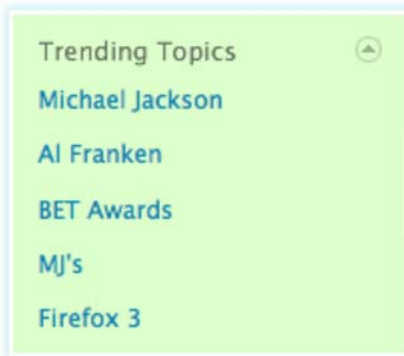 Trending Topics
Michael Jackson
Al Franken
BET Awards
MJ's
Firefox 3